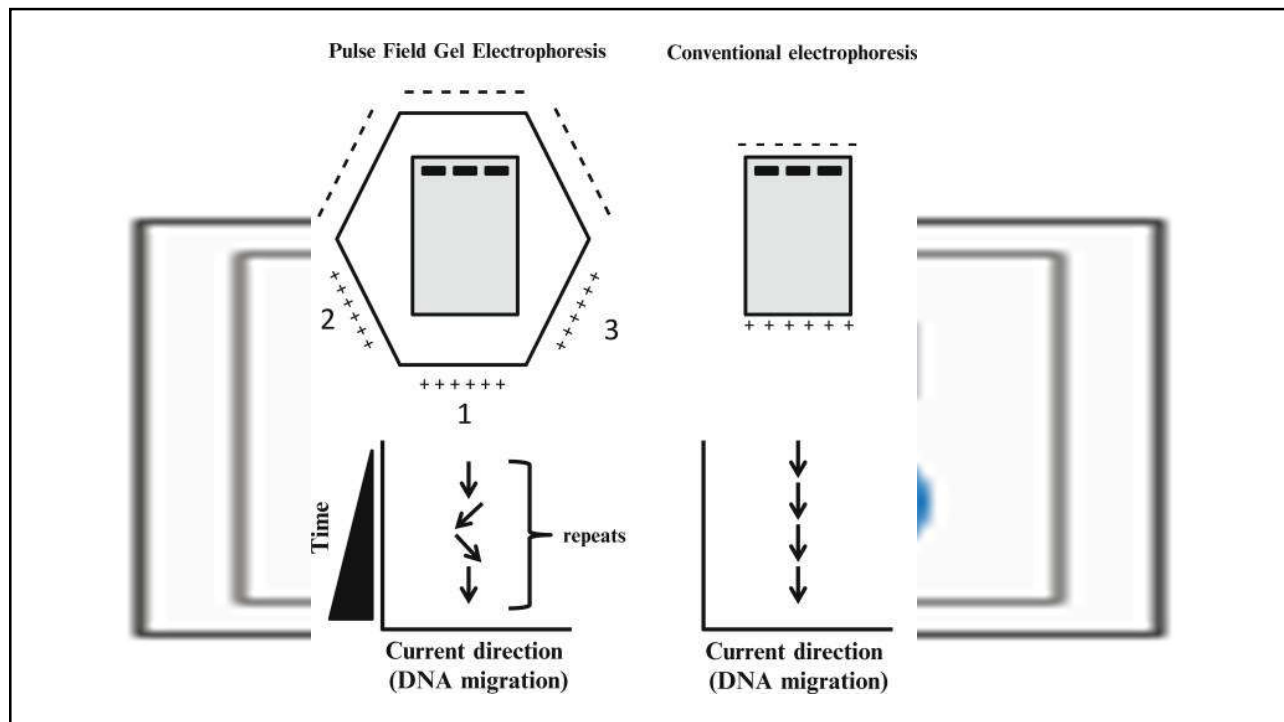 Pulse Field Gel Electrophoresis
Conventional electrophoresis
- - - - - - - -
- - - - - - -
2
3
+ + + + + +
+ + + + + +
1
Time
repeats
Current direction
(DNA migration)
Current direction
(DNA migration)